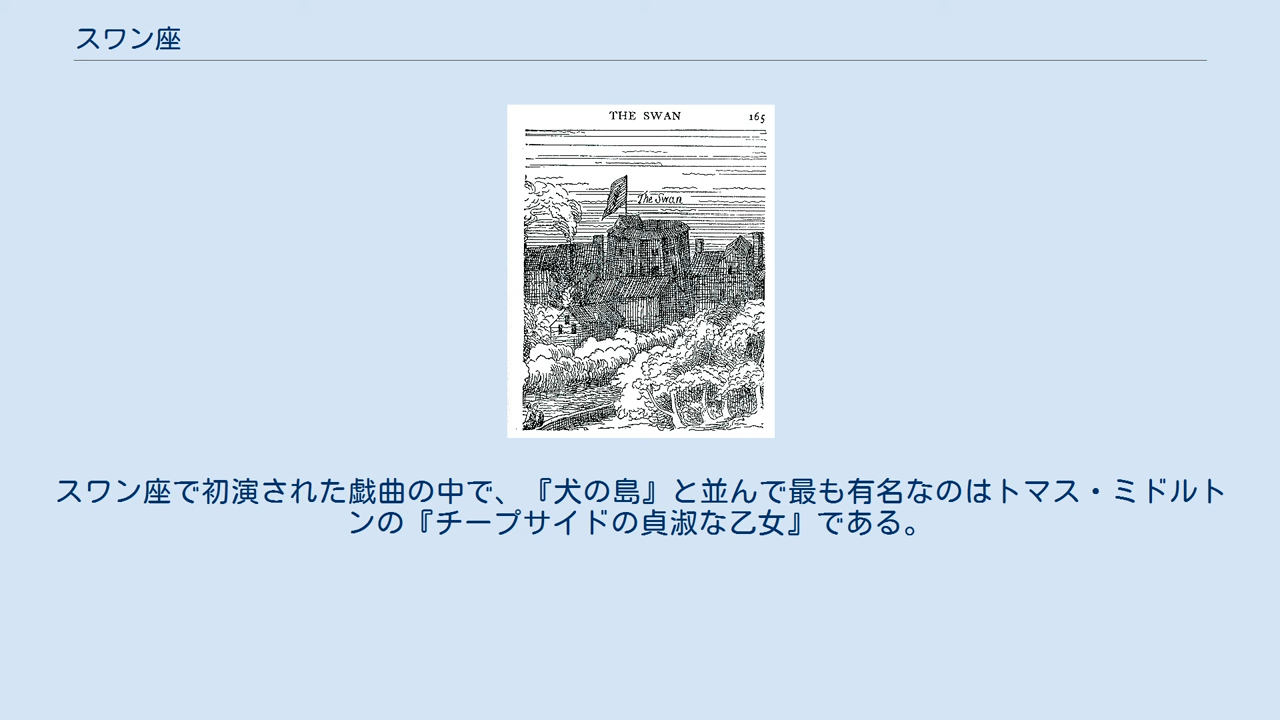 スワン座
THE SWAN 165
The Swan
スワン座で初演された戯曲の中で、『犬の島』と並んで最も有名なのはトマス・ミドルト
ンの『チープサイドの貞淑な乙女』である。